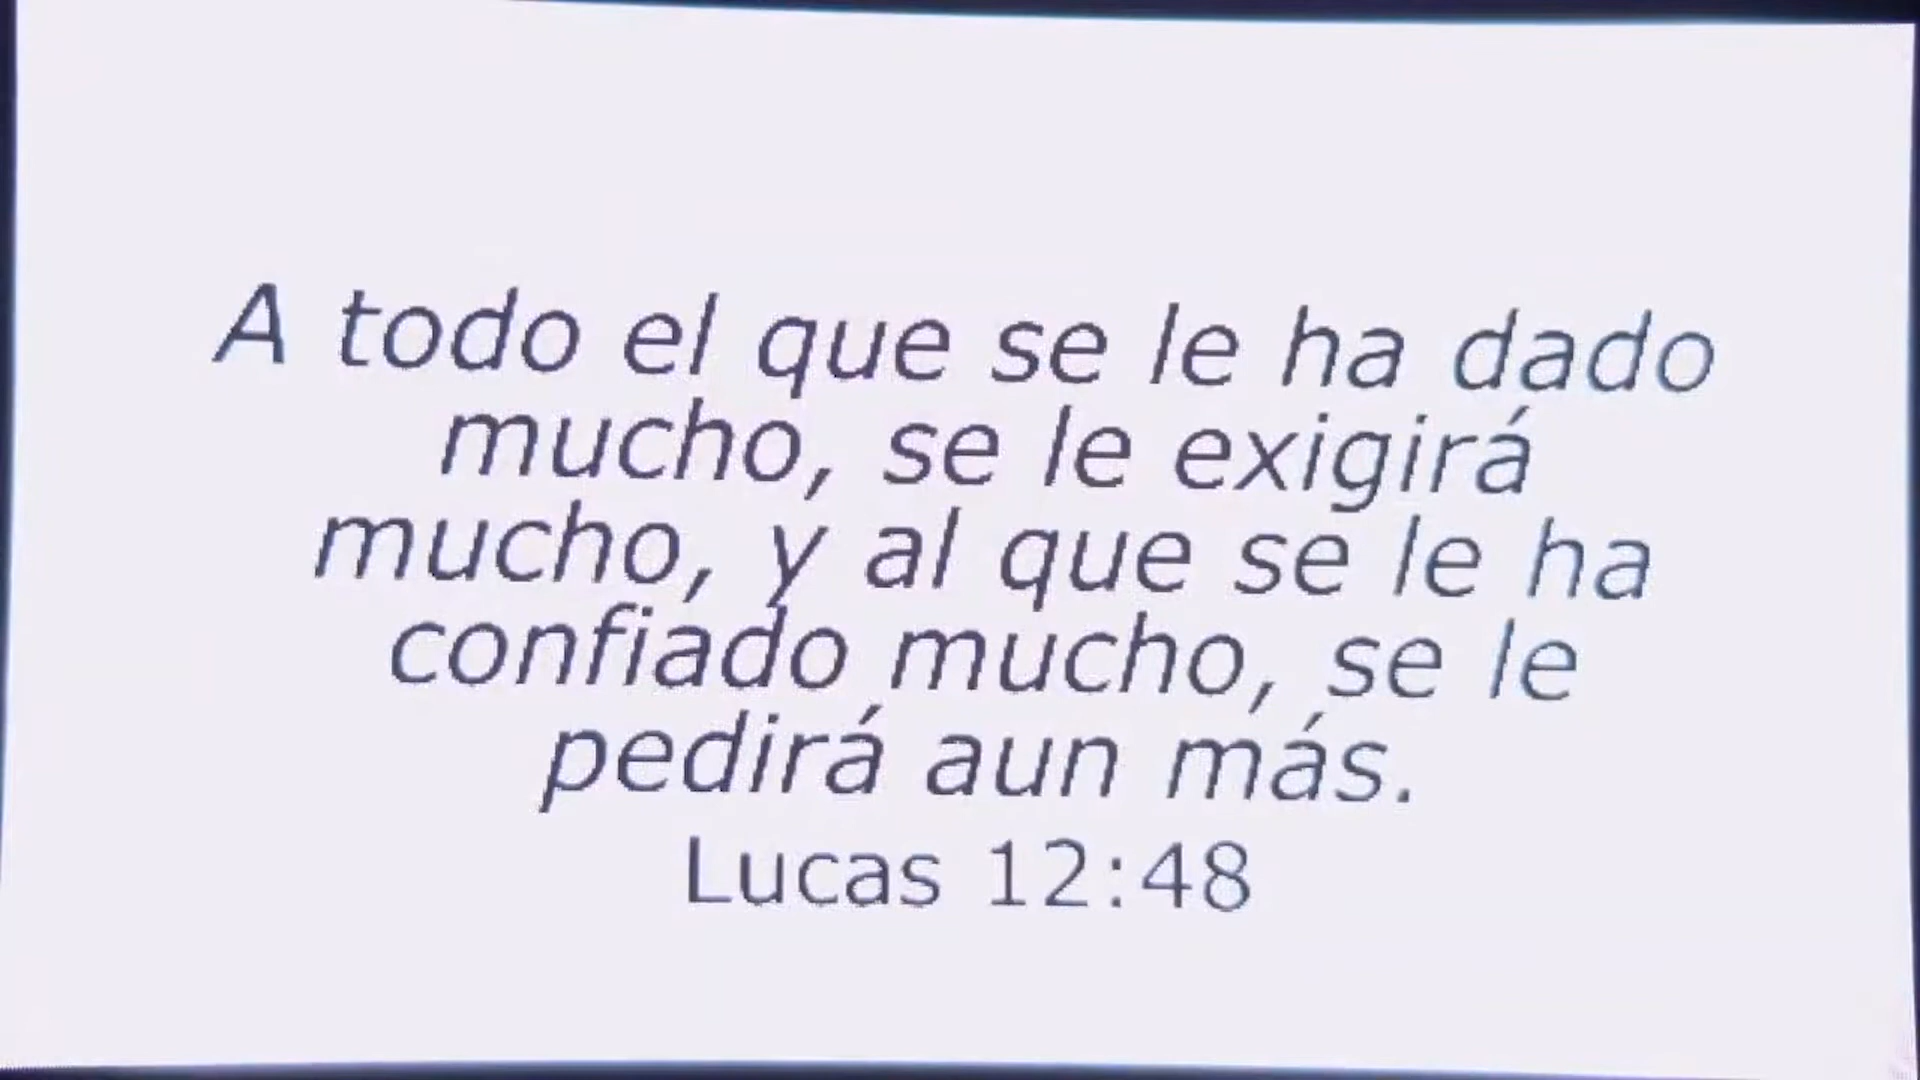 A todo el que se le ha dado
mucho, se le exigirá
mucho, y al que se le ha
confiado mucho, se le
pedirá aun más.
Lucas 12:48